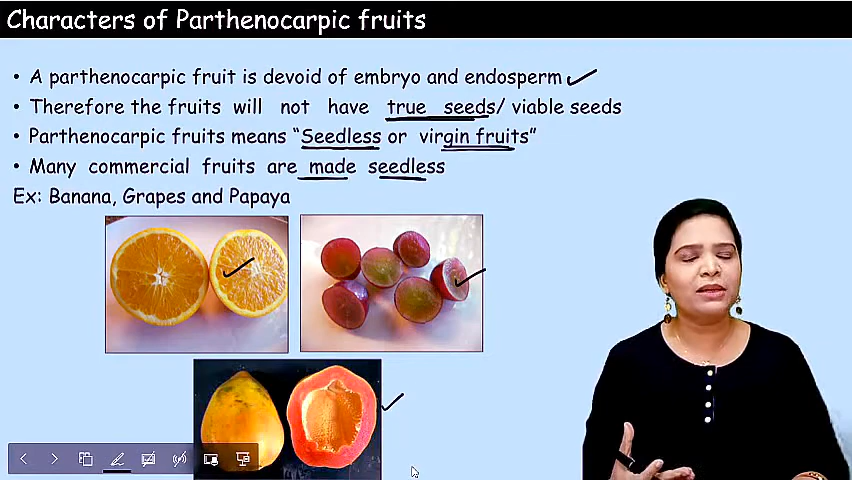 Characters of Parthenocarpic fruits
• A parthenocarpic fruit is devoid of embryo and endosperm
• Therefore the fruits will not have true seeds/ viable seeds
• Parthenocarpic fruits means “Seedless or virgin fruits”
• Many commercial fruits are made seedless
Ex: Banana, Grapes and Papaya